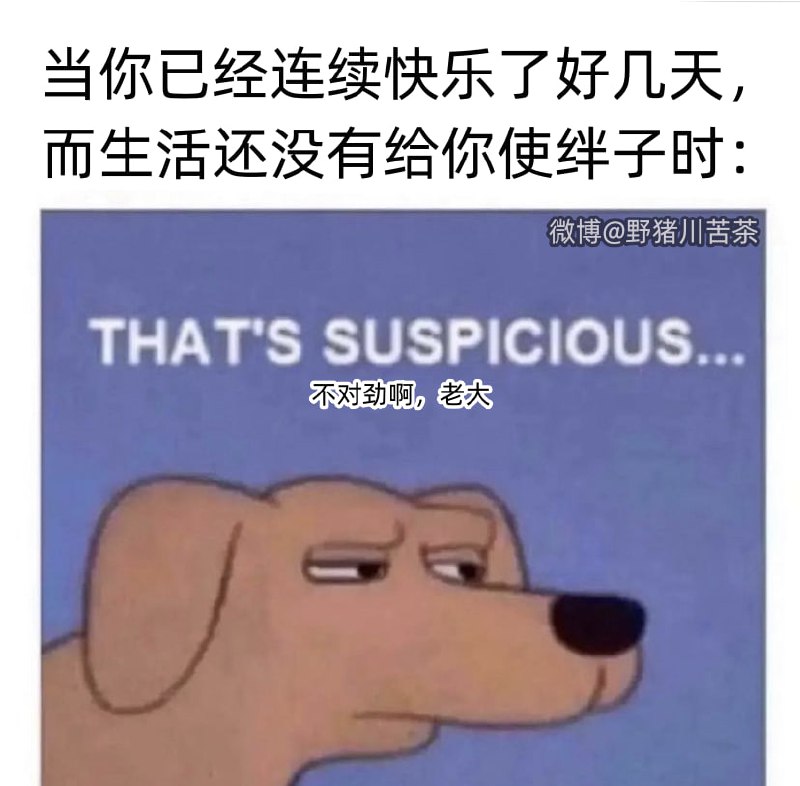 当你已经连续快乐了好几天，
而生活还没有给你使绊子时：
微博@野猪川苦茶
THAT'S SUSPICIOUS...
不对劲啊，老大